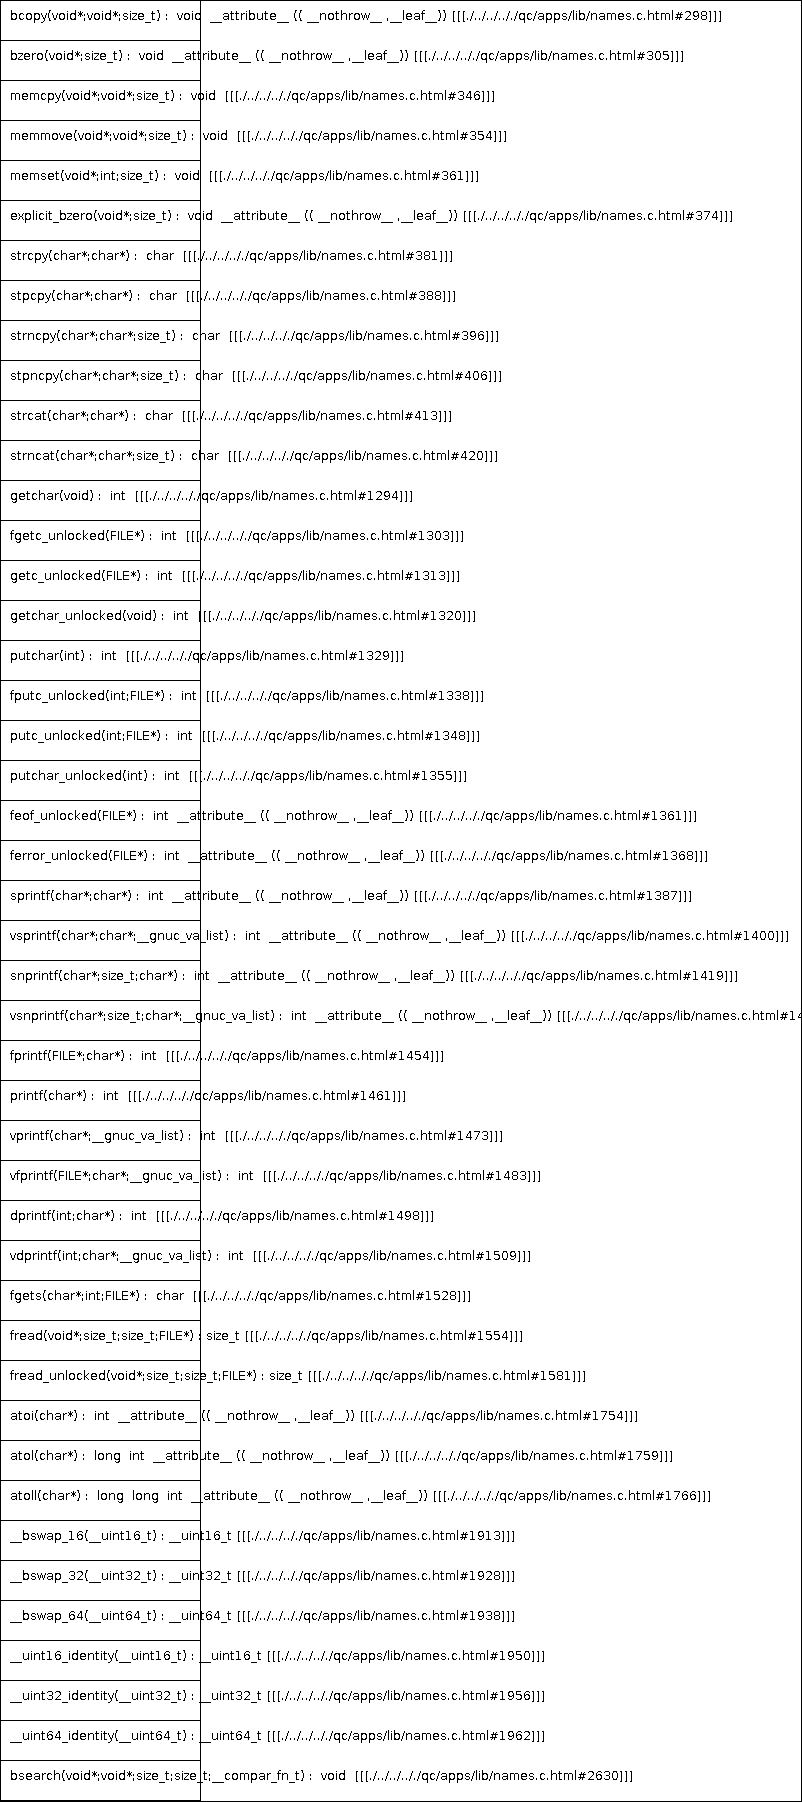 bcopy(void*;void*;size_t) : void __attribute__ (( __nothrow__ ,__leaf__)) [[[./../../../qc/apps/lib/names.c.html#298]]]
bzero(void*;size_t) : void __attribute__ (( __nothrow__ ,__leaf__)) [[[./../../../qc/apps/lib/names.c.html#305]]]
memcpy(void*;void*;size_t) : void [[[./../../../qc/apps/lib/names.c.html#346]]]
memmove(void*;void*;size_t) : void [[[./../../../qc/apps/lib/names.c.html#354]]]
memset(void*;int;size_t) : void [[[./../../../qc/apps/lib/names.c.html#361]]]
explicit_bzero(void*;size_t) : void __attribute__ (( __nothrow__ ,__leaf__)) [[[./../../../qc/apps/lib/names.c.html#374]]]
strcpy(char*;char*) : char [[[./../../../qc/apps/lib/names.c.html#381]]]
stpcpy(char*;char*) : char [[[./../../../qc/apps/lib/names.c.html#388]]]
strncpy(char*;char*;size_t) : char [[[./../../../qc/apps/lib/names.c.html#396]]]
stpncpy(char*;char*;size_t) : char [[[./../../../qc/apps/lib/names.c.html#406]]]
strcat(char*;char*) : char [[[./../../../qc/apps/lib/names.c.html#413]]]
strncat(char*;char*;size_t) : char [[[./../../../qc/apps/lib/names.c.html#420]]]
getchar(void) : int [[[./../../../qc/apps/lib/names.c.html#1294]]]
fgetc_unlocked(FILE*) : int [[[./../../../qc/apps/lib/names.c.html#1303]]]
getc_unlocked(FILE*) : int [[[./../../../qc/apps/lib/names.c.html#1313]]]
getchar_unlocked(void) : int [[[./../../../qc/apps/lib/names.c.html#1320]]]
putchar(int) : int [[[./../../../qc/apps/lib/names.c.html#1329]]]
fputc_unlocked(int;FILE*) : int [[[./../../../qc/apps/lib/names.c.html#1338]]]
putc_unlocked(int;FILE*) : int [[[./../../../qc/apps/lib/names.c.html#1348]]]
putchar_unlocked(int) : int [[[./../../../qc/apps/lib/names.c.html#1355]]]
feof_unlocked(FILE*) : int __attribute__ (( __nothrow__ ,__leaf__)) [[[./../../../qc/apps/lib/names.c.html#1361]]]
ferror_unlocked(FILE*) : int __attribute__ (( __nothrow__ ,__leaf__)) [[[./../../../qc/apps/lib/names.c.html#1368]]]
sprintf(char*;char*) : int __attribute__ (( __nothrow__ ,__leaf__)) [[[./../../../qc/apps/lib/names.c.html#1387]]]
vsprintf(char*;char*;__gnuc_va_list) : int __attribute__ (( __nothrow__ ,__leaf__)) [[[./../../../qc/apps/lib/names.c.html#1400]]]
snprintf(char*;size_t;char*) : int __attribute__ (( __nothrow__ ,__leaf__)) [[[./../../../qc/apps/lib/names.c.html#1419]]]
vsnprintf(char*;size_t;char*;__gnuc_va_list) : int __attribute__ (( __nothrow__ ,__leaf__)) [[[./../../../qc/apps/lib/names.c.html#14
fprintf(FILE*;char*) : int [[[./../../../qc/apps/lib/names.c.html#1454]]]
printf(char*) : int [[[./../../../qc/apps/lib/names.c.html#1461]]]
vprintf(char*;__gnuc_va_list) : int [[[./../../../qc/apps/lib/names.c.html#1473]]]
vfprintf(FILE*;char*;__gnuc_va_list) : int [[[./../../../qc/apps/lib/names.c.html#1483]]]
dprintf(int;char*) : int [[[./../../../qc/apps/lib/names.c.html#1498]]]
vdprintf(int;char*;__gnuc_va_list) : int [[[./../../../qc/apps/lib/names.c.html#1509]]]
fgets(char*;int;FILE*) : char [[[./../../../qc/apps/lib/names.c.html#1528]]]
fread(void*;size_t;size_t;FILE*) : size_t [[[./../../../qc/apps/lib/names.c.html#1554]]]
fread_unlocked(void*;size_t;size_t;FILE*) : size_t [[[./../../../qc/apps/lib/names.c.html#1581]]]
atoi(char*) : int __attribute__ (( __nothrow__ ,__leaf__)) [[[./../../../qc/apps/lib/names.c.html#1754]]]
atol(char*) : long int __attribute__ (( __nothrow__ ,__leaf__)) [[[./../../../qc/apps/lib/names.c.html#1759]]]
atoll(char*) : long long int __attribute__ (( __nothrow__ ,__leaf__)) [[[./../../../qc/apps/lib/names.c.html#1766]]]
__bswap_16(__uint16_t) : __uint16_t [[[./../../../qc/apps/lib/names.c.html#1913]]]
__bswap_32(__uint32_t) : __uint32_t [[[./../../../qc/apps/lib/names.c.html#1928]]]
__bswap_64(__uint64_t) : __uint64_t [[[./../../../qc/apps/lib/names.c.html#1938]]]
__uint16_identity(__uint16_t) : __uint16_t [[[./../../../qc/apps/lib/names.c.html#1950]]]
__uint32_identity(__uint32_t) : __uint32_t [[[./../../../qc/apps/lib/names.c.html#1956]]]
__uint64_identity(__uint64_t) : __uint64_t [[[./../../../qc/apps/lib/names.c.html#1962]]]
bsearch(void*;void*;size_t;size_t;__compar_fn_t) : void [[[./../../../qc/apps/lib/names.c.html#2630]]]